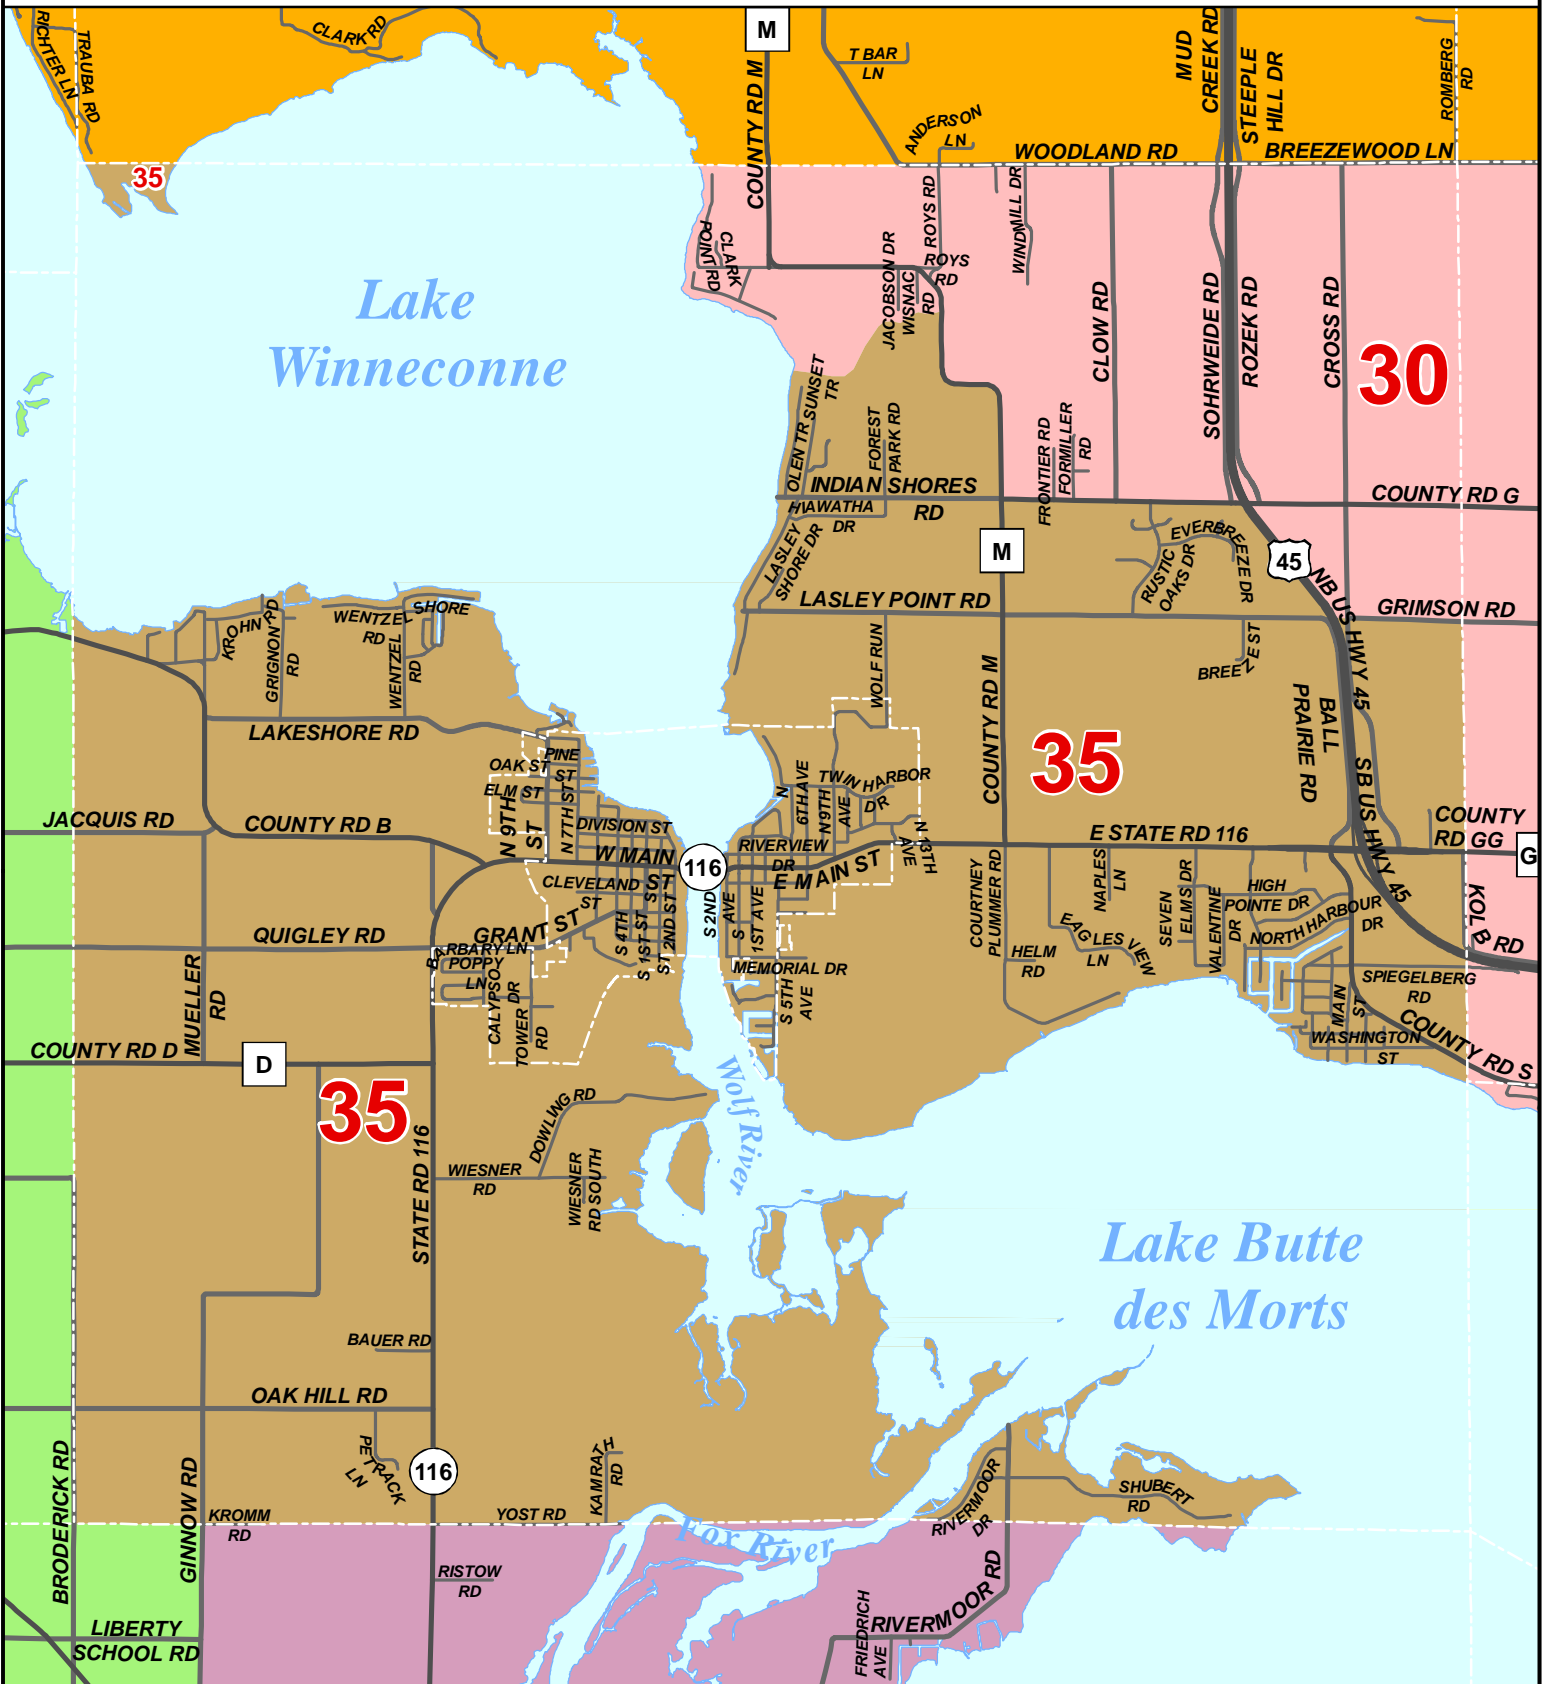 RICHTER LN
TRAUBA RD
CLARK RD
M
COUNTY RD M
T BAR
LN
ANDERSON
LN
MUD
CREEK RD
STEEPLE
HILL DR
ROMBERG
RD
WOODLAND RD
BREEZEWOOD LN
35
CLARK
POINT RD
ROYS RD
ROYS
RD
WINDMILL DR
JACOBSON DR
WISNAC
RD
Lake
Winneconne
CLOW RD
SOHRWEIDE RD
ROZEK RD
CROSS RD
30
OLEN TR
SUNSET
TR
FOREST
PARK RD
FRONTIER RD
FORMILLER
RD
INDIAN SHORES
RD
COUNTY RD G
HIAWATHA
DR
LASLEY
SHORE DR
M
EVERBREEZE DR
RUSTIC
OAKS DR
45
NB US HWY 45
LASLEY POINT RD
GRIMSON RD
KROHN RD
GRIGNON
RD
WENTZEL
RD
SHORE
WENTZEL
RD
WOLF RUN
COUNTY RD M
BREEZE ST
BALL
PRAIRIE RD
LAKESHORE RD
35
PINE
ST
OAK ST
ELM ST
N 9TH
ST
N 7TH ST
TWIN HARBOR
DR
N
6TH AVE
N 9TH
AVE
SB US HWY 45
JACQUIS RD
COUNTY RD B
DIVISION ST
W MAIN
ST
116
RIVERVIEW
DR
E MAIN ST
N 13TH
AVE
E STATE RD 116
COUNTY
RD GG
G
CLEVELAND
ST
COURTNEY
PLUMMER RD
NAPLES
LN
SEVEN
ELMS DR
VALENTINE
DR
HIGH
POINTE DR
NORTH HARBOUR
DR
KOLB RD
QUIGLEY RD
GRANT ST
S 4TH
ST
S 1ST ST
S 2ND ST
S 2ND
AVE
S
1ST AVE
EAGLES VIEW
LN
HELM
RD
BARBARY LN
POPPY
LN
CALYPSO
DR
TOWER
RD
MEMORIAL DR
S 5TH
AVE
SPIEGELBERG
RD
MAIN
ST
WASHINGTON
ST
COUNTY RD S
MUELLER
RD
COUNTY RD D
D
35
STATE RD 116
DOWLING RD
Wolf River
WIESNER
RD
WIESNER
RD SOUTH
Lake Butte
des Morts
BAUER RD
OAK HILL RD
BRODERICK RD
GINNOW RD
PETRACK
LN
116
KAMRATH
RD
KROMM
RD
YOST RD
Fox River
RIVERMOOR
DR
SHUBERT
RD
RISTOW
RD
LIBERTY
SCHOOL RD
RIVERMOOR RD
FRIEDRICH
AVE